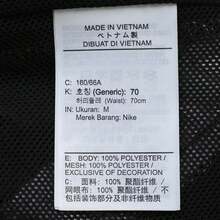 MADE IN VIETNAM
ベトナム製
DIBUAT DI VIETNAM
C: 160/66A
K: 호칭 (Generic): 70
허리둘레 (Waist): 70cm
IN: Ukuran: M
Merek Barang: Nike
E: BODY: 100% POLYESTER /
MESH: 100% POLYESTER /
EXCLUSIVE OF DECORATION
C: 面料: 100% 聚酯纤维 /
网眼布: 100% 聚酯纤维 / 不
包括装饰部分及非纤维部分